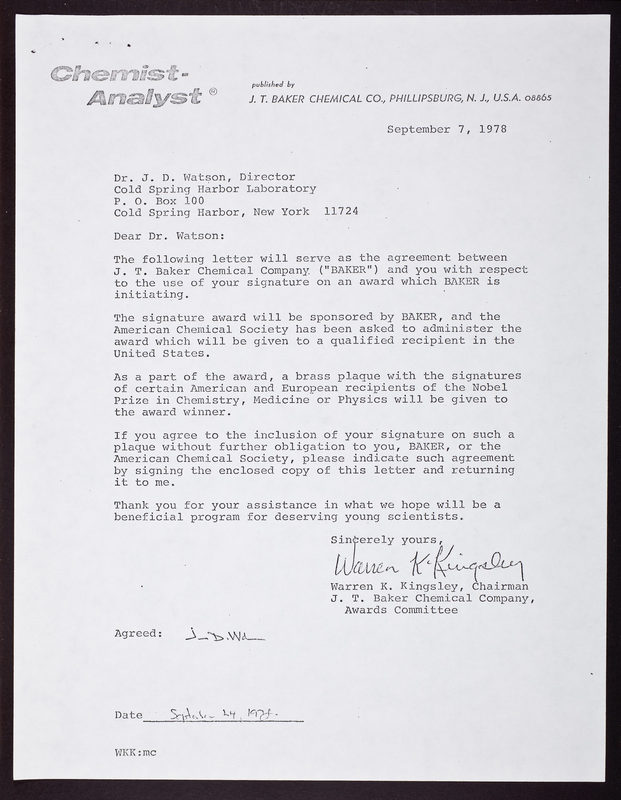 Chemist-
Analyst ®
published by
J. T. BAKER CHEMICAL CO., PHILLIPSBURG, N. J., U.S.A. 08865
September 7, 1978
Dr. J. D. Watson, Director
Cold Spring Harbor Laboratory
P. O. Box 100
Cold Spring Harbor, New York 11724
Dear Dr. Watson:
The following letter will serve as the agreement between
J. T. Baker Chemical Company ("BAKER") and you with respect
to the use of your signature on an award which BAKER is
initiating.
The signature award will be sponsored by BAKER, and the
American Chemical Society has been asked to administer the
award which will be given to a qualified recipient in the
United States.
As a part of the award, a brass plaque with the signatures
of certain American and European recipients of the Nobel
Prize in Chemistry, Medicine or Physics will be given to
the award winner.
If you agree to the inclusion of your signature on such a
plaque without further obligation to you, BAKER, or the
American Chemical Society, please indicate such agreement
by signing the enclosed copy of this letter and returning
it to me.
Thank you for your assistance in what we hope will be a
beneficial program for deserving young scientists.
Sincerely yours,
Warren K. Kingsley
Warren K. Kingsley, Chairman
J. T. Baker Chemical Company,
Awards Committee
Agreed:
Date September 24, 1978.
WKK:mc